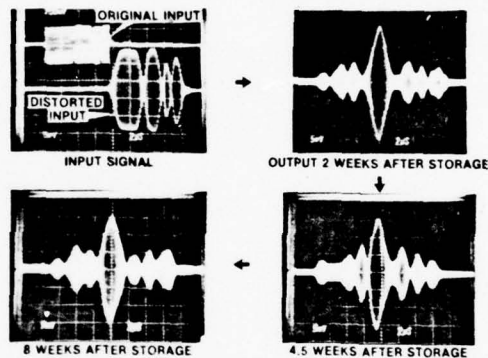 ORIGINAL INPUT
DISTORTED
INPUT
INPUT SIGNAL
OUTPUT 2 WEEKS AFTER STORAGE
8 WEEKS AFTER STORAGE
4.5 WEEKS AFTER STORAGE